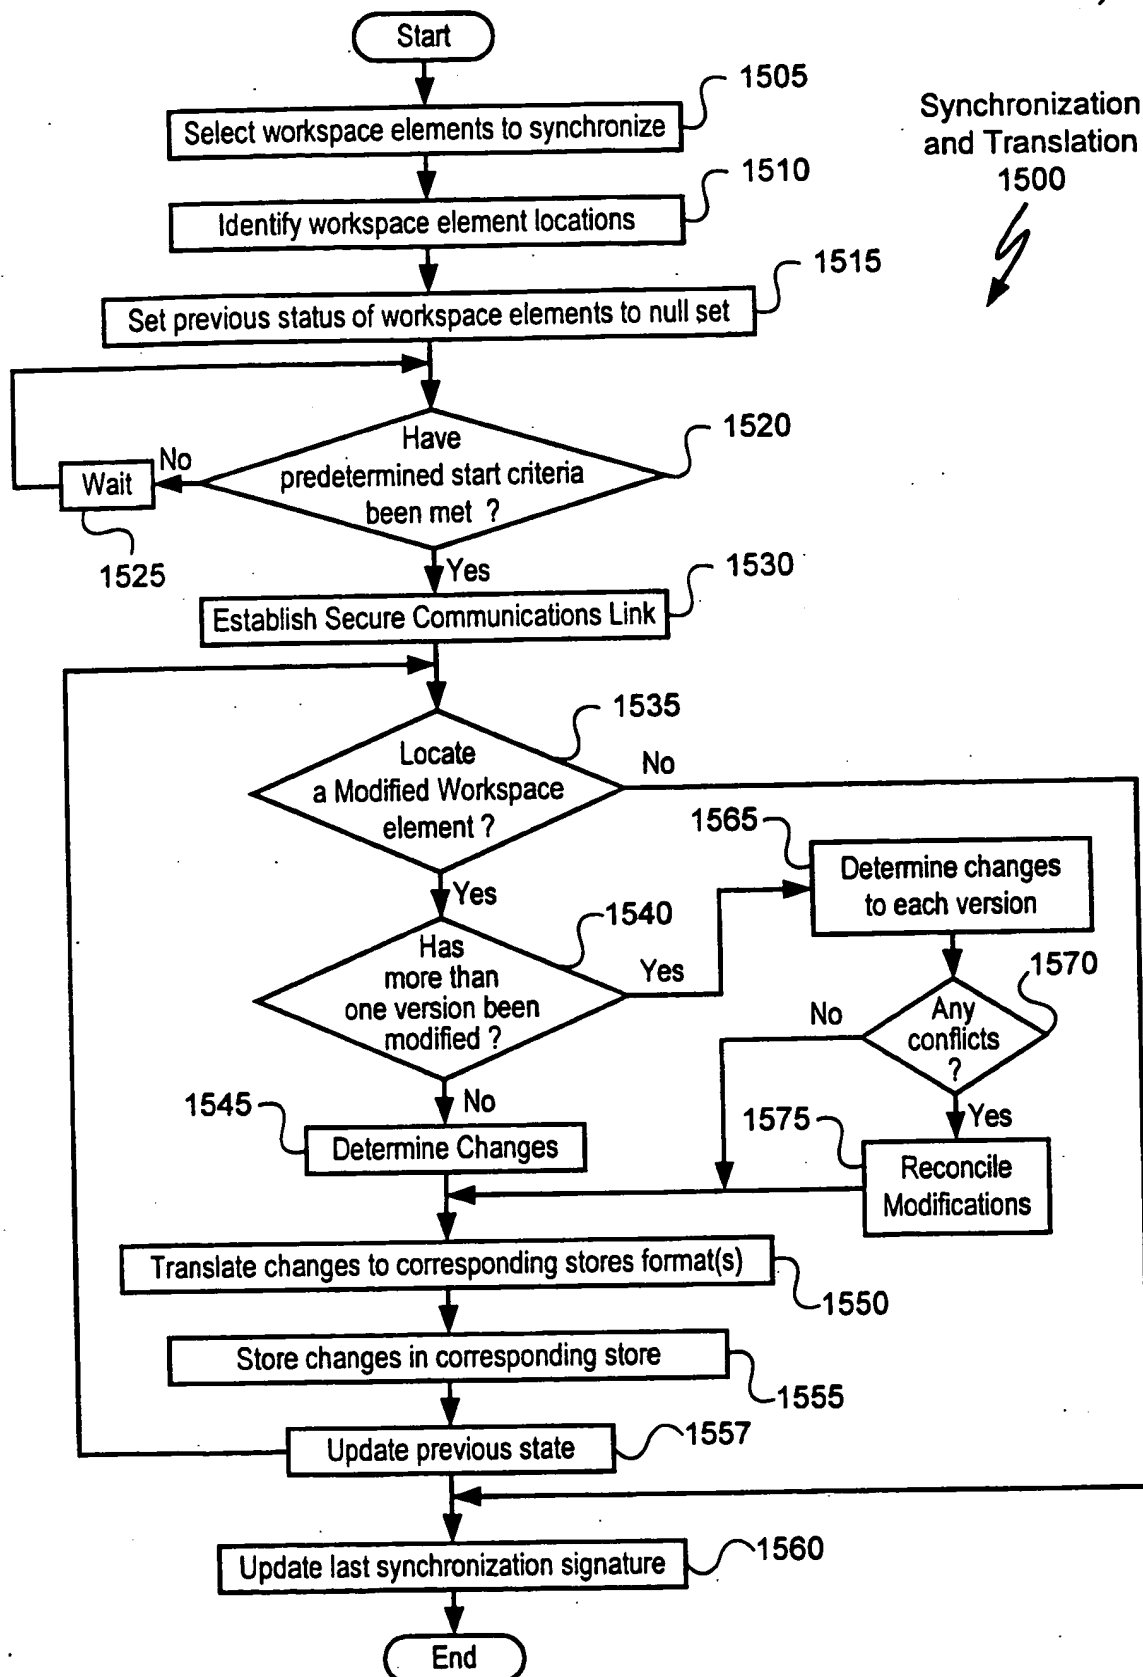 Start
1505
Select workspace elements to synchronize
Synchronization
and Translation
1500
1510
Identify workspace element locations
1515
Set previous status of workspace elements to null set
1520
Have
predetermined start criteria
been met ?
No
Wait
1525
Yes
1530
Establish Secure Communications Link
1535
Locate
a Modified Workspace
element ?
No
Yes
1565
Determine changes
to each version
1540
Has
more than
one version been
modified ?
Yes
1570
Any
conflicts
?
No
No
Yes
1545
Determine Changes
1575
Reconcile
Modifications
Translate changes to corresponding stores format(s)
1550
Store changes in corresponding store
1555
Update previous state
1557
Update last synchronization signature
1560
End